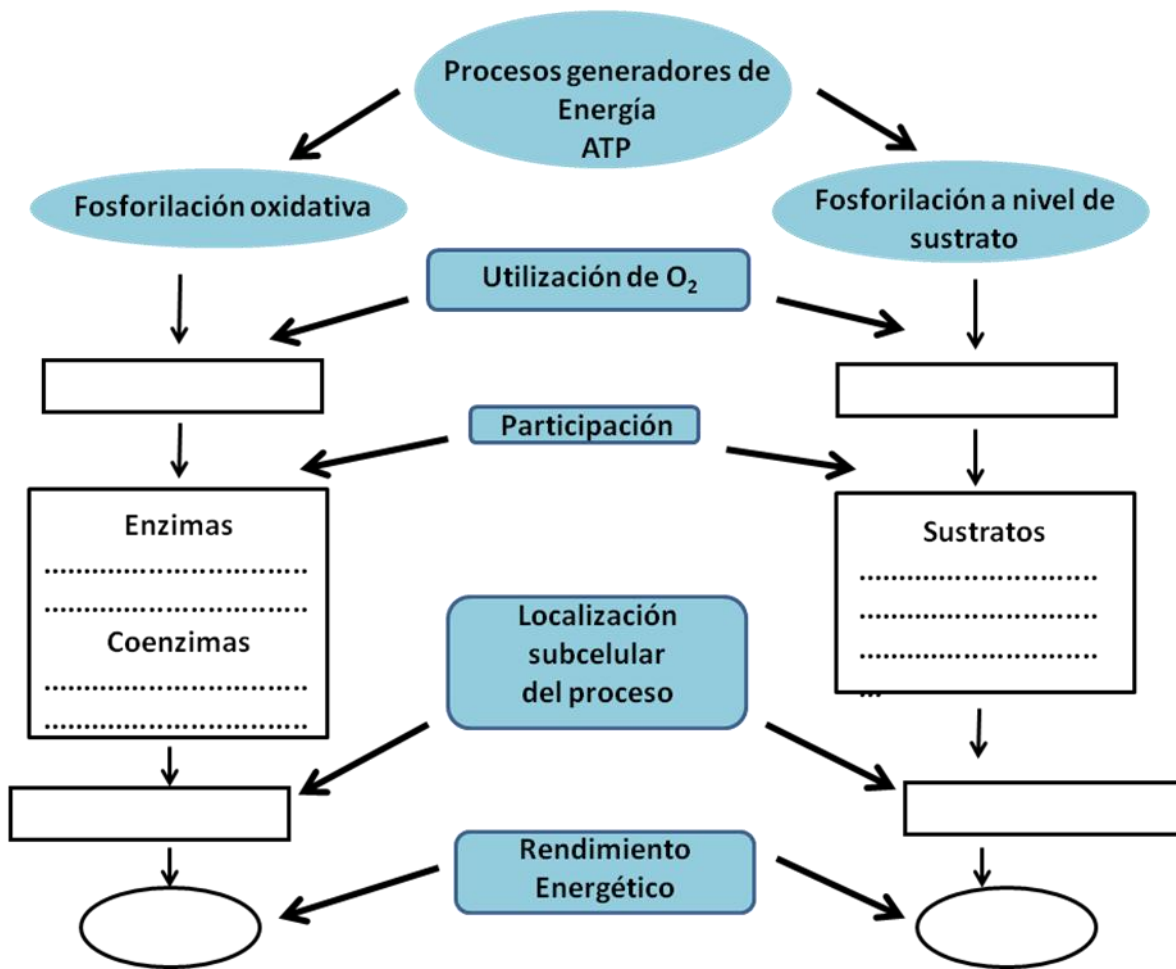 Procesos generadores de
Energía
ATP
Fosforilación oxidativa
Fosforilación a nivel de
sustrato
Utilización de O₂
Participación
Enzimas
................................
................................
Coenzimas
................................
................................
Sustratos
.............................
.............................
.............................
...
Localización
subcelular
del proceso
Rendimiento
Energético